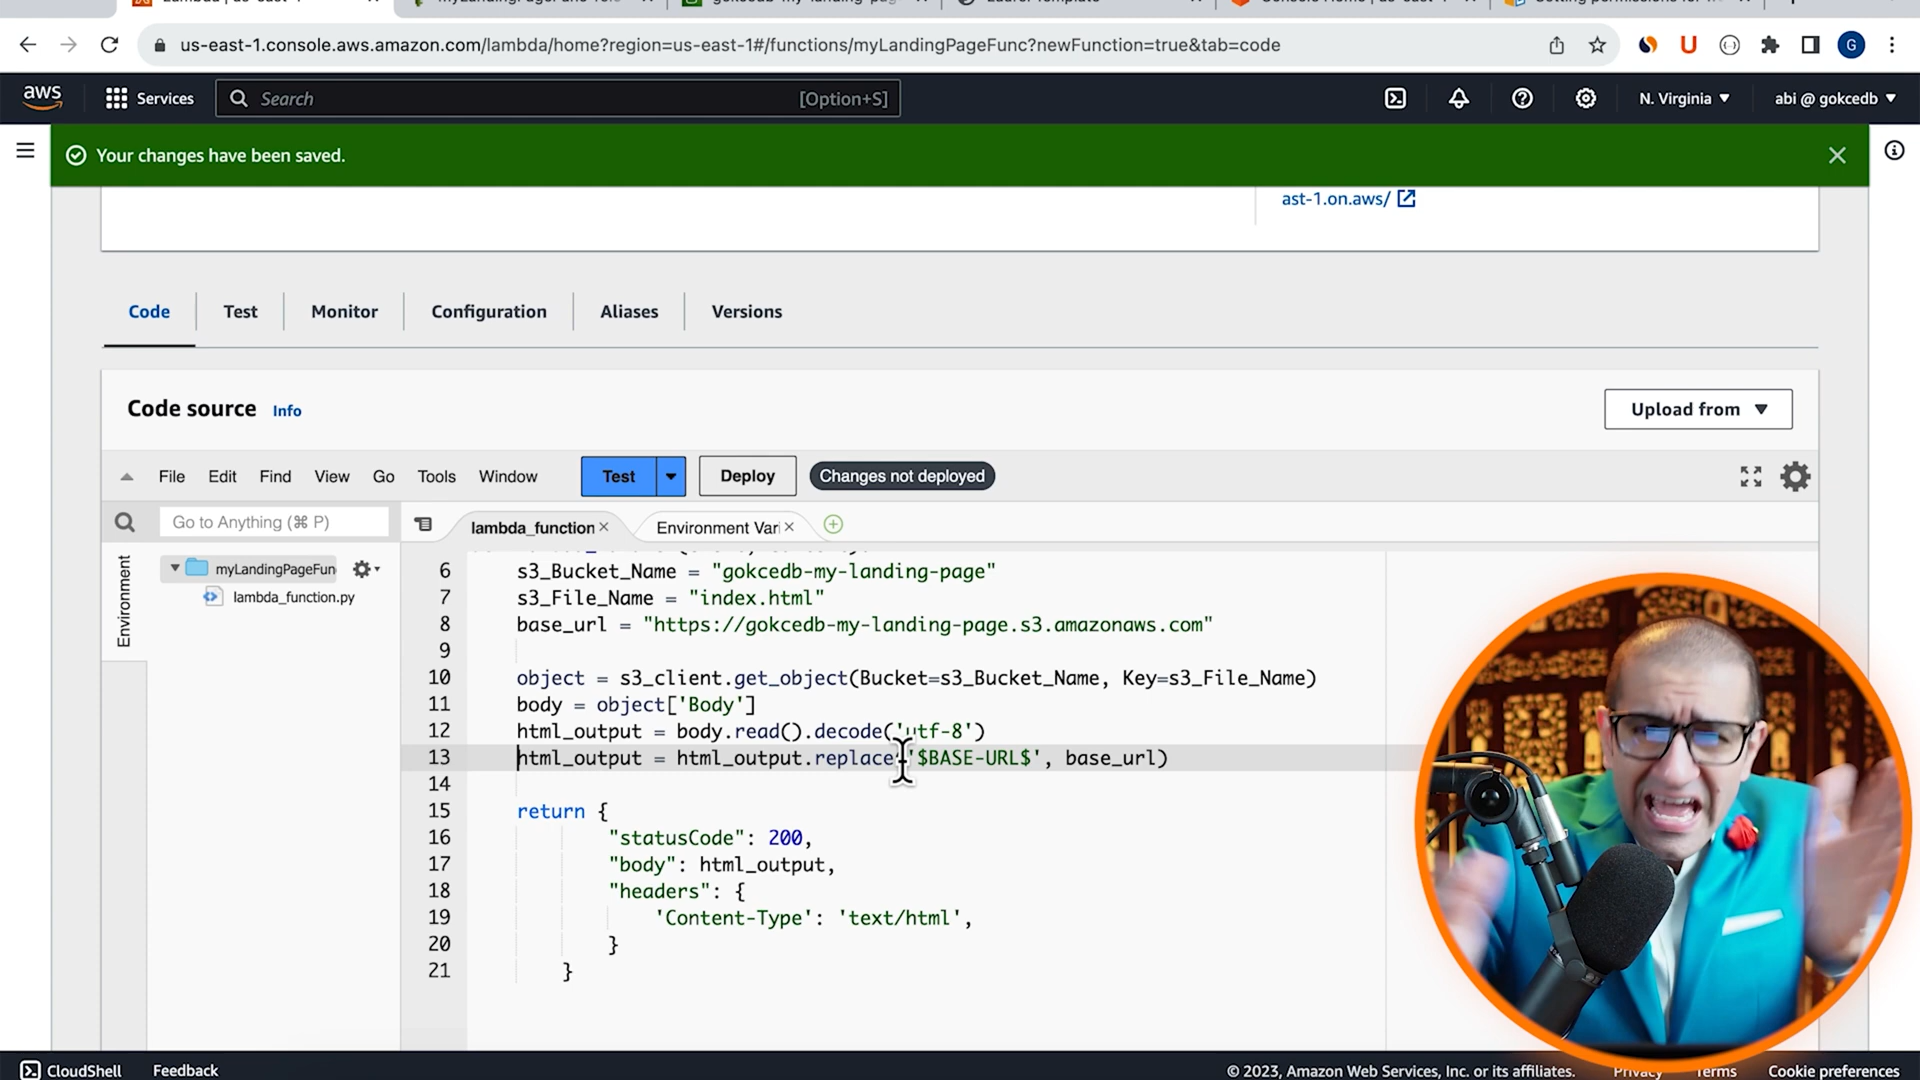 us-east-1.console.aws.amazon.com/lambda/home?region=us-east-1#/functions/myLandingPageFunc?newFunction=true&tab=code
G
aws Services Search [Option+S] N. Virginia abi @ gokcedb
Your changes have been saved.
ast-1.on.aws/
Code Test Monitor Configuration Aliases Versions
Code source Info Upload from
File Edit Find View Go Tools Window Test Deploy Changes not deployed
Go to Anything (⌘ P) lambda_function Environment Vari
Environment
myLandingPageFun
lambda_function.py
6 s3_Bucket_Name = "gokcedb-my-landing-page"
7 s3_File_Name = "index.html"
8 base_url = "https://gokcedb-my-landing-page.s3.amazonaws.com"
9
10 object = s3_client.get_object(Bucket=s3_Bucket_Name, Key=s3_File_Name)
11 body = object['Body']
12 html_output = body.read().decode('utf-8')
13 html_output = html_output.replace('$BASE-URL$', base_url)
14
15 return {
16 "statusCode": 200,
17 "body": html_output,
18 "headers": {
19 'Content-Type': 'text/html',
20 }
21 }
CloudShell Feedback © 2023, Amazon Web Services, Inc. or its affiliates. Privacy Terms Cookie preferences